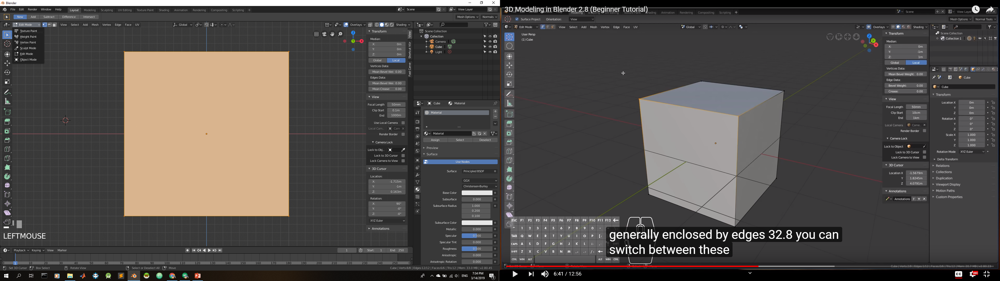 Blender
File Edit Render Window Help Layout Modeling Sculpting UV Editing Texture Paint Shading Animation Rendering Compositing Scripting + Scene View Layer
New Add Subtract Difference Intersect Mesh Options Normals
Edit Mode View Select Add Mesh Vertex Edge Face UV Global Overlays Shading
Texture Paint
Weight Paint
Vertex Paint
Sculpt Mode
Edit Mode
Object Mode
Z
Y
X
LEFTMOUSE
Transform
Median:
X: 0m
Y: 0m
Z: 0m
Global Local
Vertices Data:
Mean Bevel Wei: 0.00
Edges Data:
Mean Bevel Wei: 0.00
Mean Crease: 0.00
View
Focal Length 50mm
Clip Start 0.1m
End 1000m
Use Local Camera
Local Cam.. Cam
Render Border
Camera Lock
Lock to Obj..
Lock to 3D Cursor
Lock Camera to View
3D Cursor
Location:
X: -1.715m
Y: -1m
Z: 0.163m
Rotation:
X: 90°
Y: -0°
Z: -0°
XYZ Euler
Annotations
View
Shortcut VUr
Fast Carve
Scene Collection
Collection
Camera
Cube
Light
Cube Material
Material
Material
Assign Select Deselect
Preview
Surface
Use Nodes
Surface Principled BSDF
GGX
Christensen-Burley
Base Color
Subsurface 0.000
Subsurface Radius 1.000
0.200
0.100
Subsurface Color
Metallic 0.000
Specular 0.500
Specular Tint 0.000
Roughness 0.500
Anisotropic 0.000
Anisotropic Rotation 0.000
Playback Keying View Marker 1 Start: 1 End: 250
1 10 20 30 40 50 60 70 80 90 100 110 120 130 140 150 160 170 180 190 200 210 220 230 240 250
Set 3D Cursor Box Select Rotate View Select or Deselect All Move Cube | Verts:8/8 | Edges:12/12 | Faces:6/6 | Tris:12 | Mem: 33.0 MB | v2.80.45
ENG 7:34 PM
3/14/2019
3D Modeling in Blender 2.8 (Beginner Tutorial)
Modeling UV Editing Texture Paint Shading Animation Rendering Compositing Scripting + Scene View Layer
Surface Project Orientation: View Mesh Options Normal Tools
Edit Mode View Select Add Mesh Vertex Edge Face UV Global Overlays Shading
User Persp
(1) Cube
Z
Y
X
Transform
Median:
X: 0m
Y: -1m
Z: 1m
Global Local
Vertices Data:
Mean Bevel Weight: 0.00
Edge Data:
Bevel Weight: 0.00
Crease: 0.00
View
Focal Length 50mm
Clip Start 10cm
End 1km
Local Camera Came..
Render Border
Camera Lock
Lock to Object
Lock to 3D Cursor
Lock Camera to View
3D Cursor
Location X -1.5679m
Y 1.8245m
Z 4.0791m
Annotations
Annotations F
Scene Collection
Collection 1
Cube
Cube
Transform
Location X 0m
Y 0m
Z 0m
Rotation X 0°
Y 0°
Z 0°
Scale X 1.000
Y 1.000
Z 1.000
Rotation Mode XYZ Euler
Delta Transform
Relations
Collections
Duplication
Viewport Display
Motion Paths
Custom Properties
ESC F1 F2 F3 F4 F5 F6 F7 F8 F9 F10 F11 F12
1 2 3 4 5 6 7 8 9 0
TAB Q W E R T Y U I O P
CAPS A S D F G H J K L
SHIFT Z X C V B N M
CTRL WIN ALT ALT WIN CTRL
generally enclosed by edges 32.8 you can
switch between these
Cube | Verts:2/8 | Edges:1/12 | Faces:0/6 | Tris:12 | Mem: 20.7 MB | v2.80.23
6:41 / 12:56 CC HD